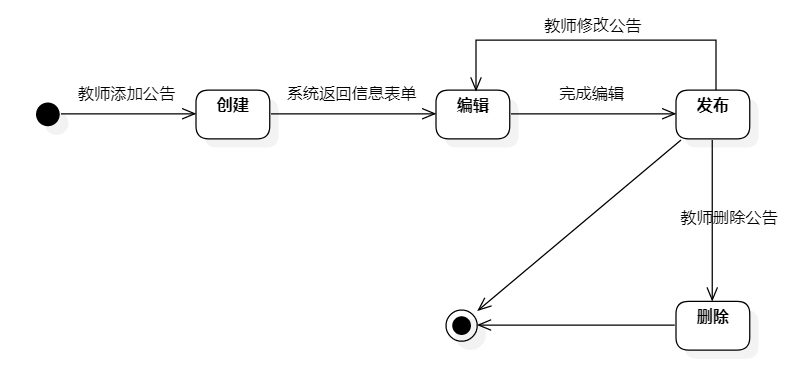 教师修改公告
教师添加公告
创建
系统返回信息表单
编辑
完成编辑
发布
教师删除公告
删除